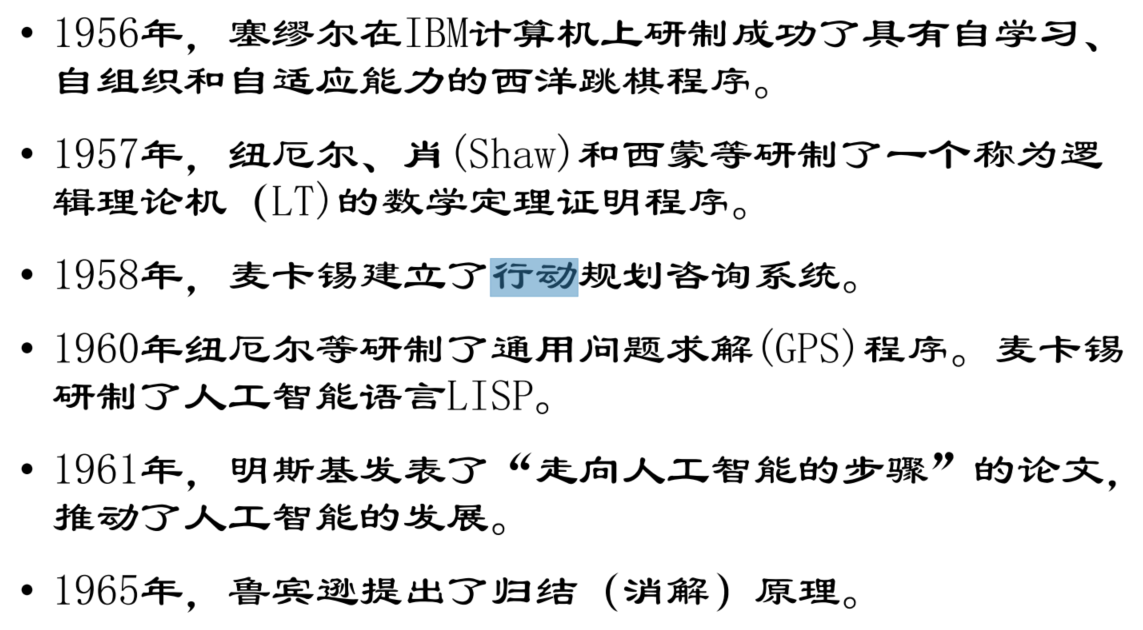 • 1956年，塞缪尔在IBM计算机上研制成功了具有自学习、
自组织和自适应能力的西洋跳棋程序。
• 1957年，纽厄尔、肖(Shaw)和西蒙等研制了一个称为逻
辑理论机（LT)的数学定理证明程序。
• 1958年，麦卡锡建立了行动规划咨询系统。
• 1960年纽厄尔等研制了通用问题求解(GPS)程序。麦卡锡
研制了人工智能语言LISP。
• 1961年，明斯基发表了“走向人工智能的步骤”的论文，
推动了人工智能的发展。
• 1965年，鲁宾逊提出了归结（消解）原理。